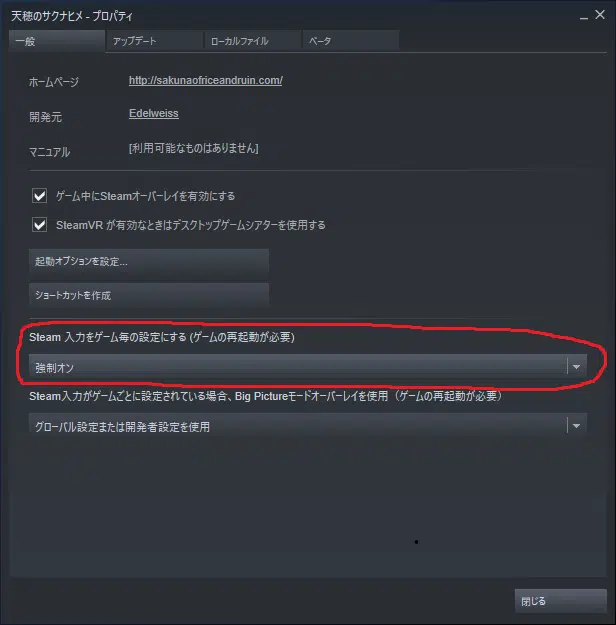 天穂のサクナヒメ - プロパティ
一般 アップデート ローカルファイル ベータ
ホームページ http://sakunaofriceandruin.com/
開発元 Edelweiss
マニュアル [利用可能なものはありません]
ゲーム中にSteamオーバーレイを有効にする
SteamVR が有効なときはデスクトップゲームシアターを使用する
起動オプションを設定...
ショートカットを作成
Steam 入力をゲーム毎の設定にする (ゲームの再起動が必要)
強制オン
Steam入力がゲームごとに設定されている場合、Big Pictureモードオーバーレイを使用（ゲームの再起動が必要）
グローバル設定または開発者設定を使用
閉じる